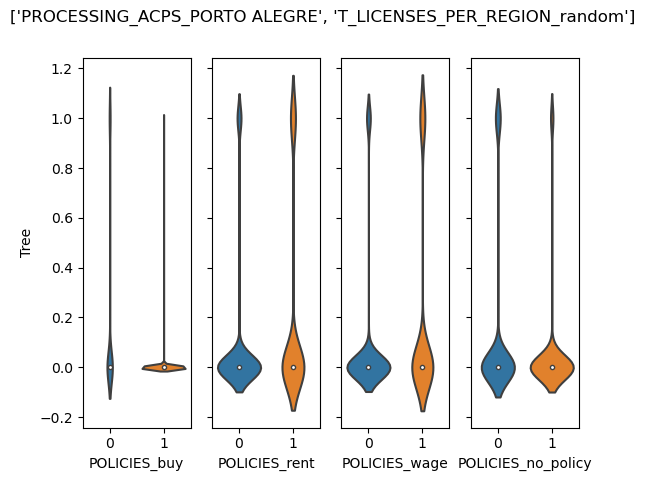 ['PROCESSING_ACPS_PORTO ALEGRE', 'T_LICENSES_PER_REGION_random']
1.2
1.0
0.8
0.6
0.4
0.2
0.0
−0.2
Tree
0 1 0 1 0 1 0 1
POLICIES_buy POLICIES_rent POLICIES_wage POLICIES_no_policy